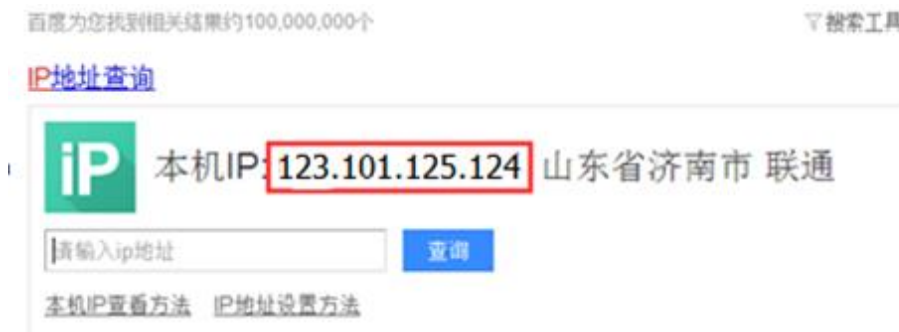 百度为您找到相关结果约100,000,000个
搜索工具
IP地址查询
iP 本机IP: 123.101.125.124 山东省济南市 联通
请输入ip地址 查询
本机IP查看方法 IP地址设置方法